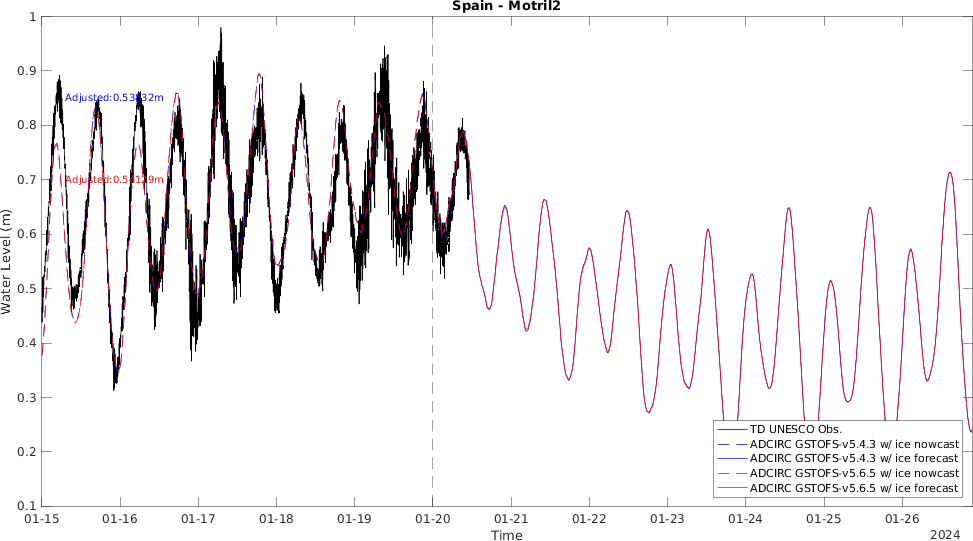 Spain - Motril2
Water Level (m)
1
0.9
0.8
0.7
0.6
0.5
0.4
0.3
0.2
0.1
Adjusted:0.53832m
TD UNESCO Obs.
ADCIRC GSTOFS-v5.4.3 w/ ice nowcast
ADCIRC GSTOFS-v5.4.3 w/ ice forecast
ADCIRC GSTOFS-v5.6.5 w/ ice nowcast
ADCIRC GSTOFS-v5.6.5 w/ ice forecast
01-15 01-16 01-17 01-18 01-19 01-20 01-21 01-22 01-23 01-24 01-25 01-26
Time
2024